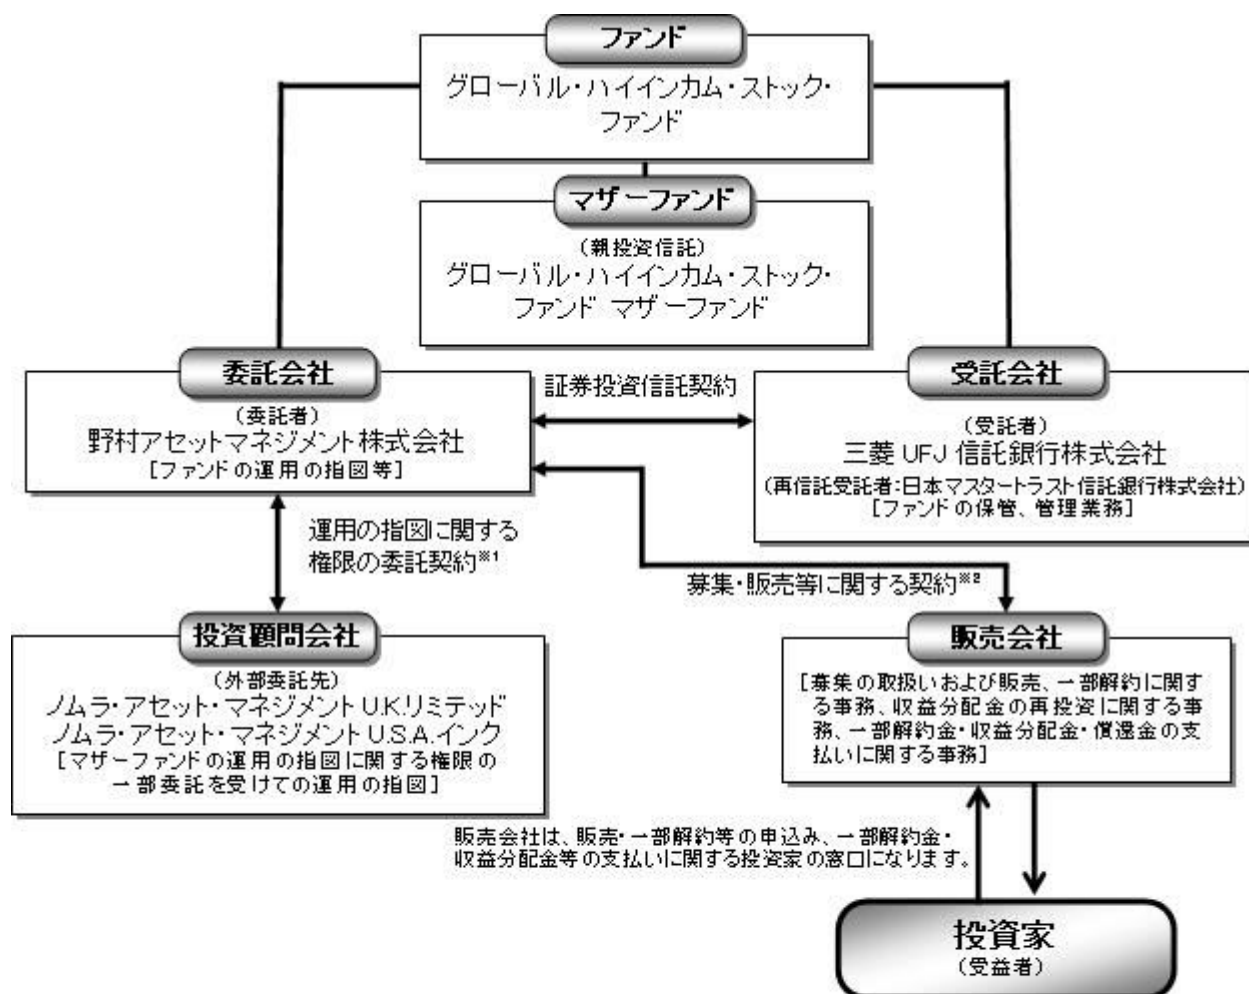 ファンド
グローバル・ハイインカム・ストック・
ファンド
マザーファンド
(親投資信託)
グローバル・ハイインカム・ストック・
ファンド マザーファンド
委託会社
(委託者)
野村アセットマネジメント株式会社
[ファンドの運用の指図等]
証券投資信託契約
受託会社
(受託者)
三菱UFJ信託銀行株式会社
(再信託受託者:日本マスタートラスト信託銀行株式会社)
[ファンドの保管、管理業務]
運用の指図に関する
権限の委託契約※1
募集・販売等に関する契約※2
投資顧問会社
(外部委託先)
ノムラ・アセット・マネジメントU.K.リミテッド
ノムラ・アセット・マネジメントU.S.A.インク
[マザーファンドの運用の指図に関する権限の
一部委託を受けての運用の指図]
販売会社
[募集の取扱いおよび販売、一部解約に関す
る事務、収益分配金の再投資に関する事
務、一部解約金・収益分配金・償還金の支
払いに関する事務]
販売会社は、販売・一部解約等の申込み、一部解約金・
収益分配金等の支払いに関する投資家の窓口になります。
投資家
(受益者)